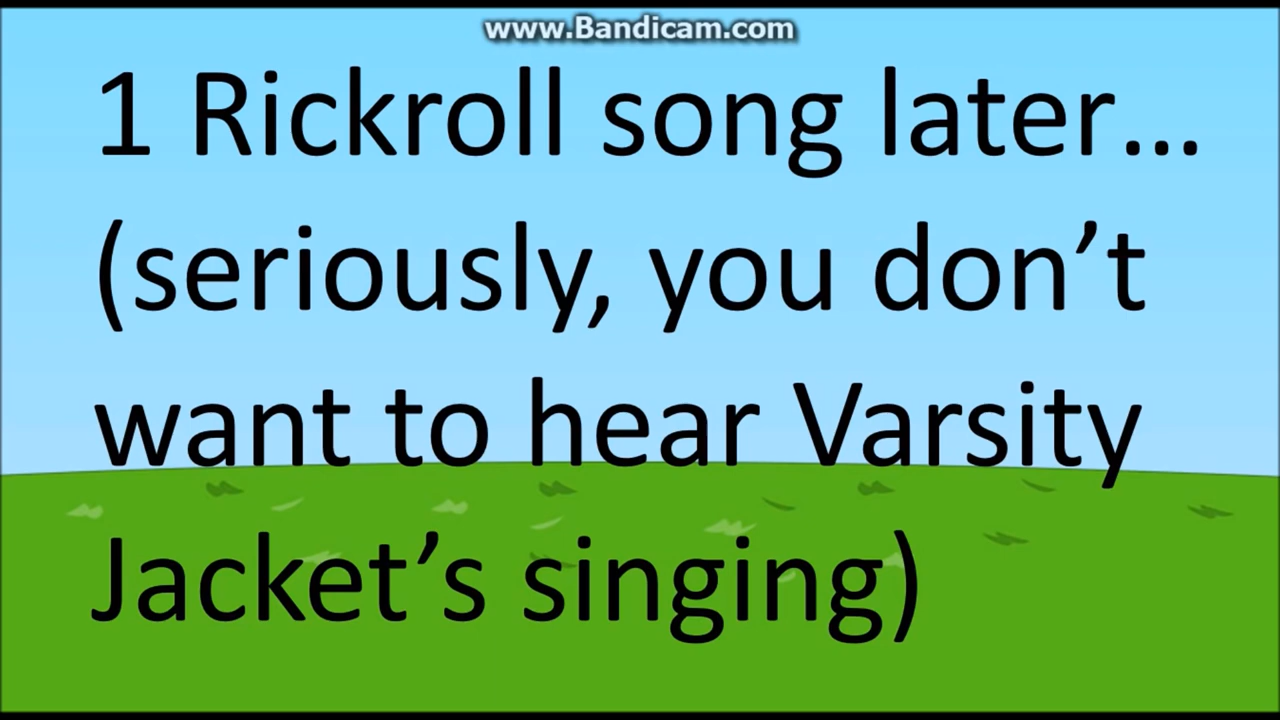 www.Bandicam.com
1 Rickroll song later...
(seriously, you don’t
want to hear Varsity
Jacket’s singing)